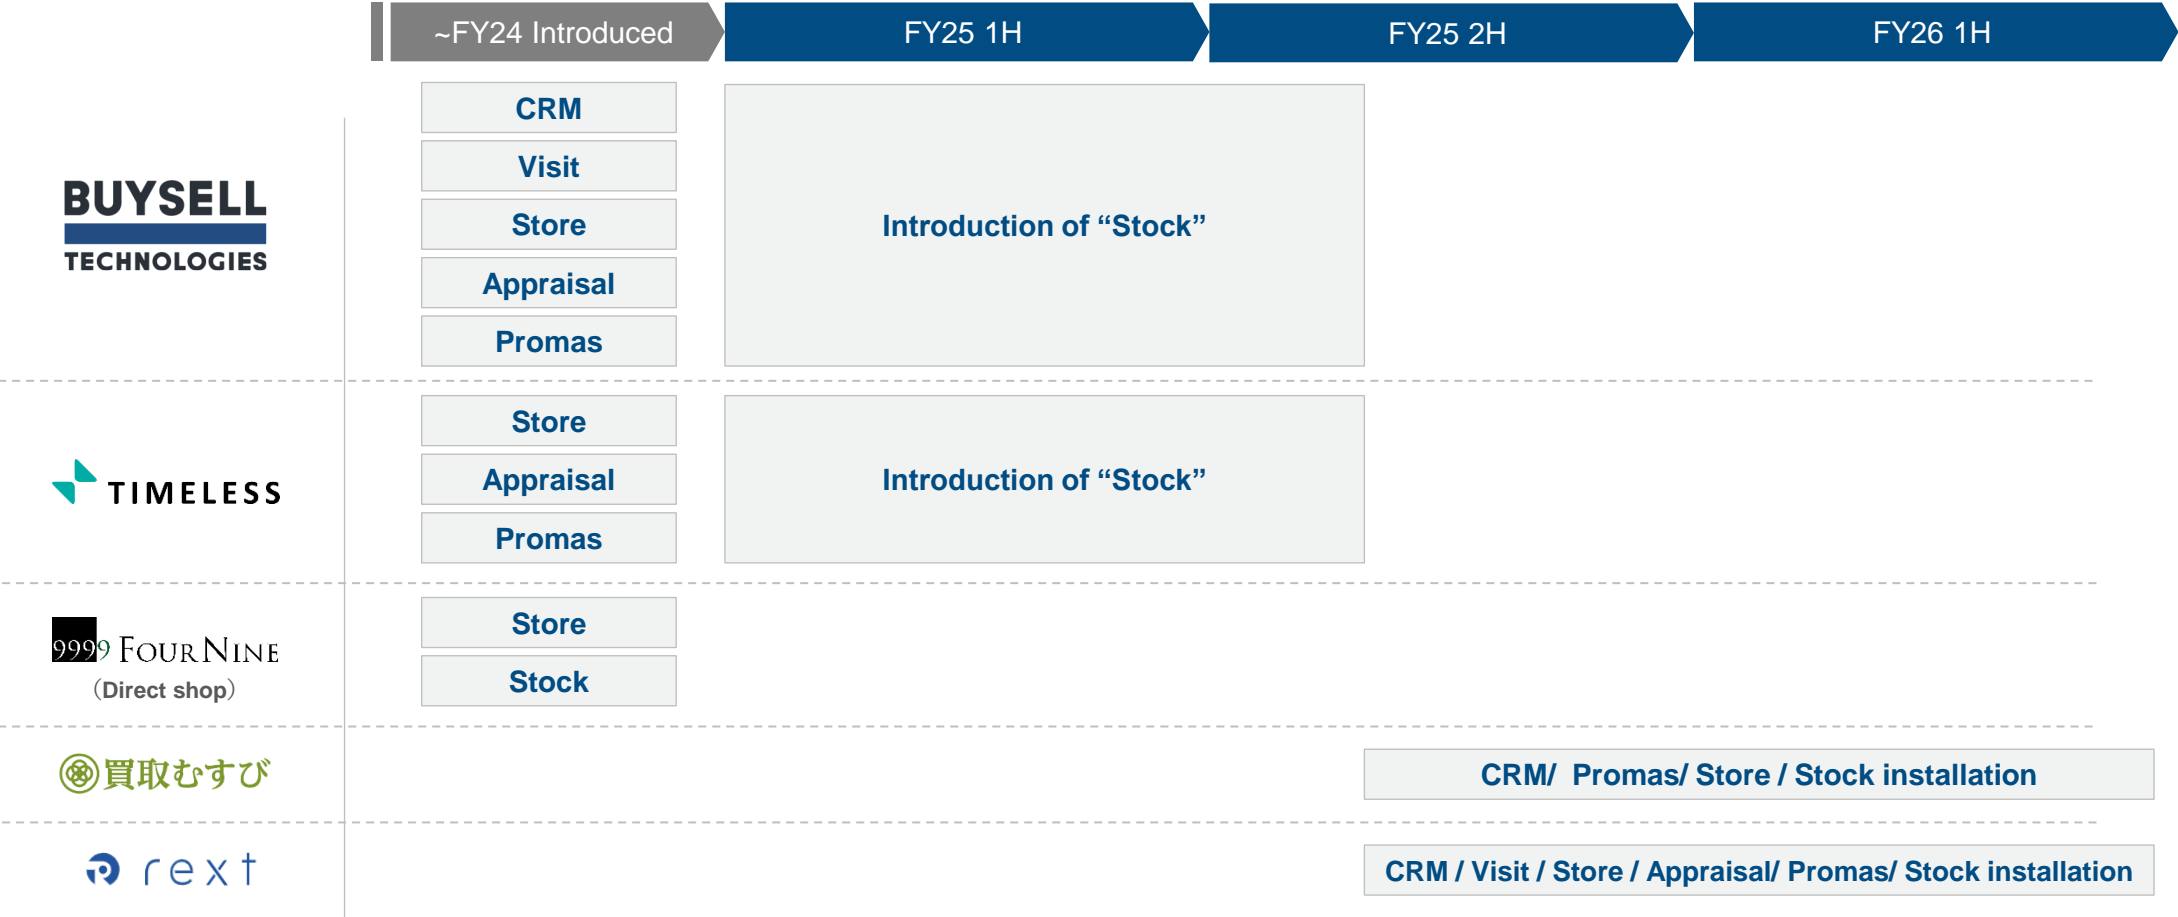 ~FY24 Introduced
FY25 1H
FY25 2H
FY26 1H
BUYSELL
TECHNOLOGIES
CRM
Visit
Store
Appraisal
Promas
Introduction of “Stock”
TIMELESS
Store
Appraisal
Promas
Introduction of “Stock”
9999 FOUR NINE
（Direct shop）
Store
Stock
買取むすび
CRM/ Promas/ Store / Stock installation
rext
CRM / Visit / Store / Appraisal/ Promas/ Stock installation